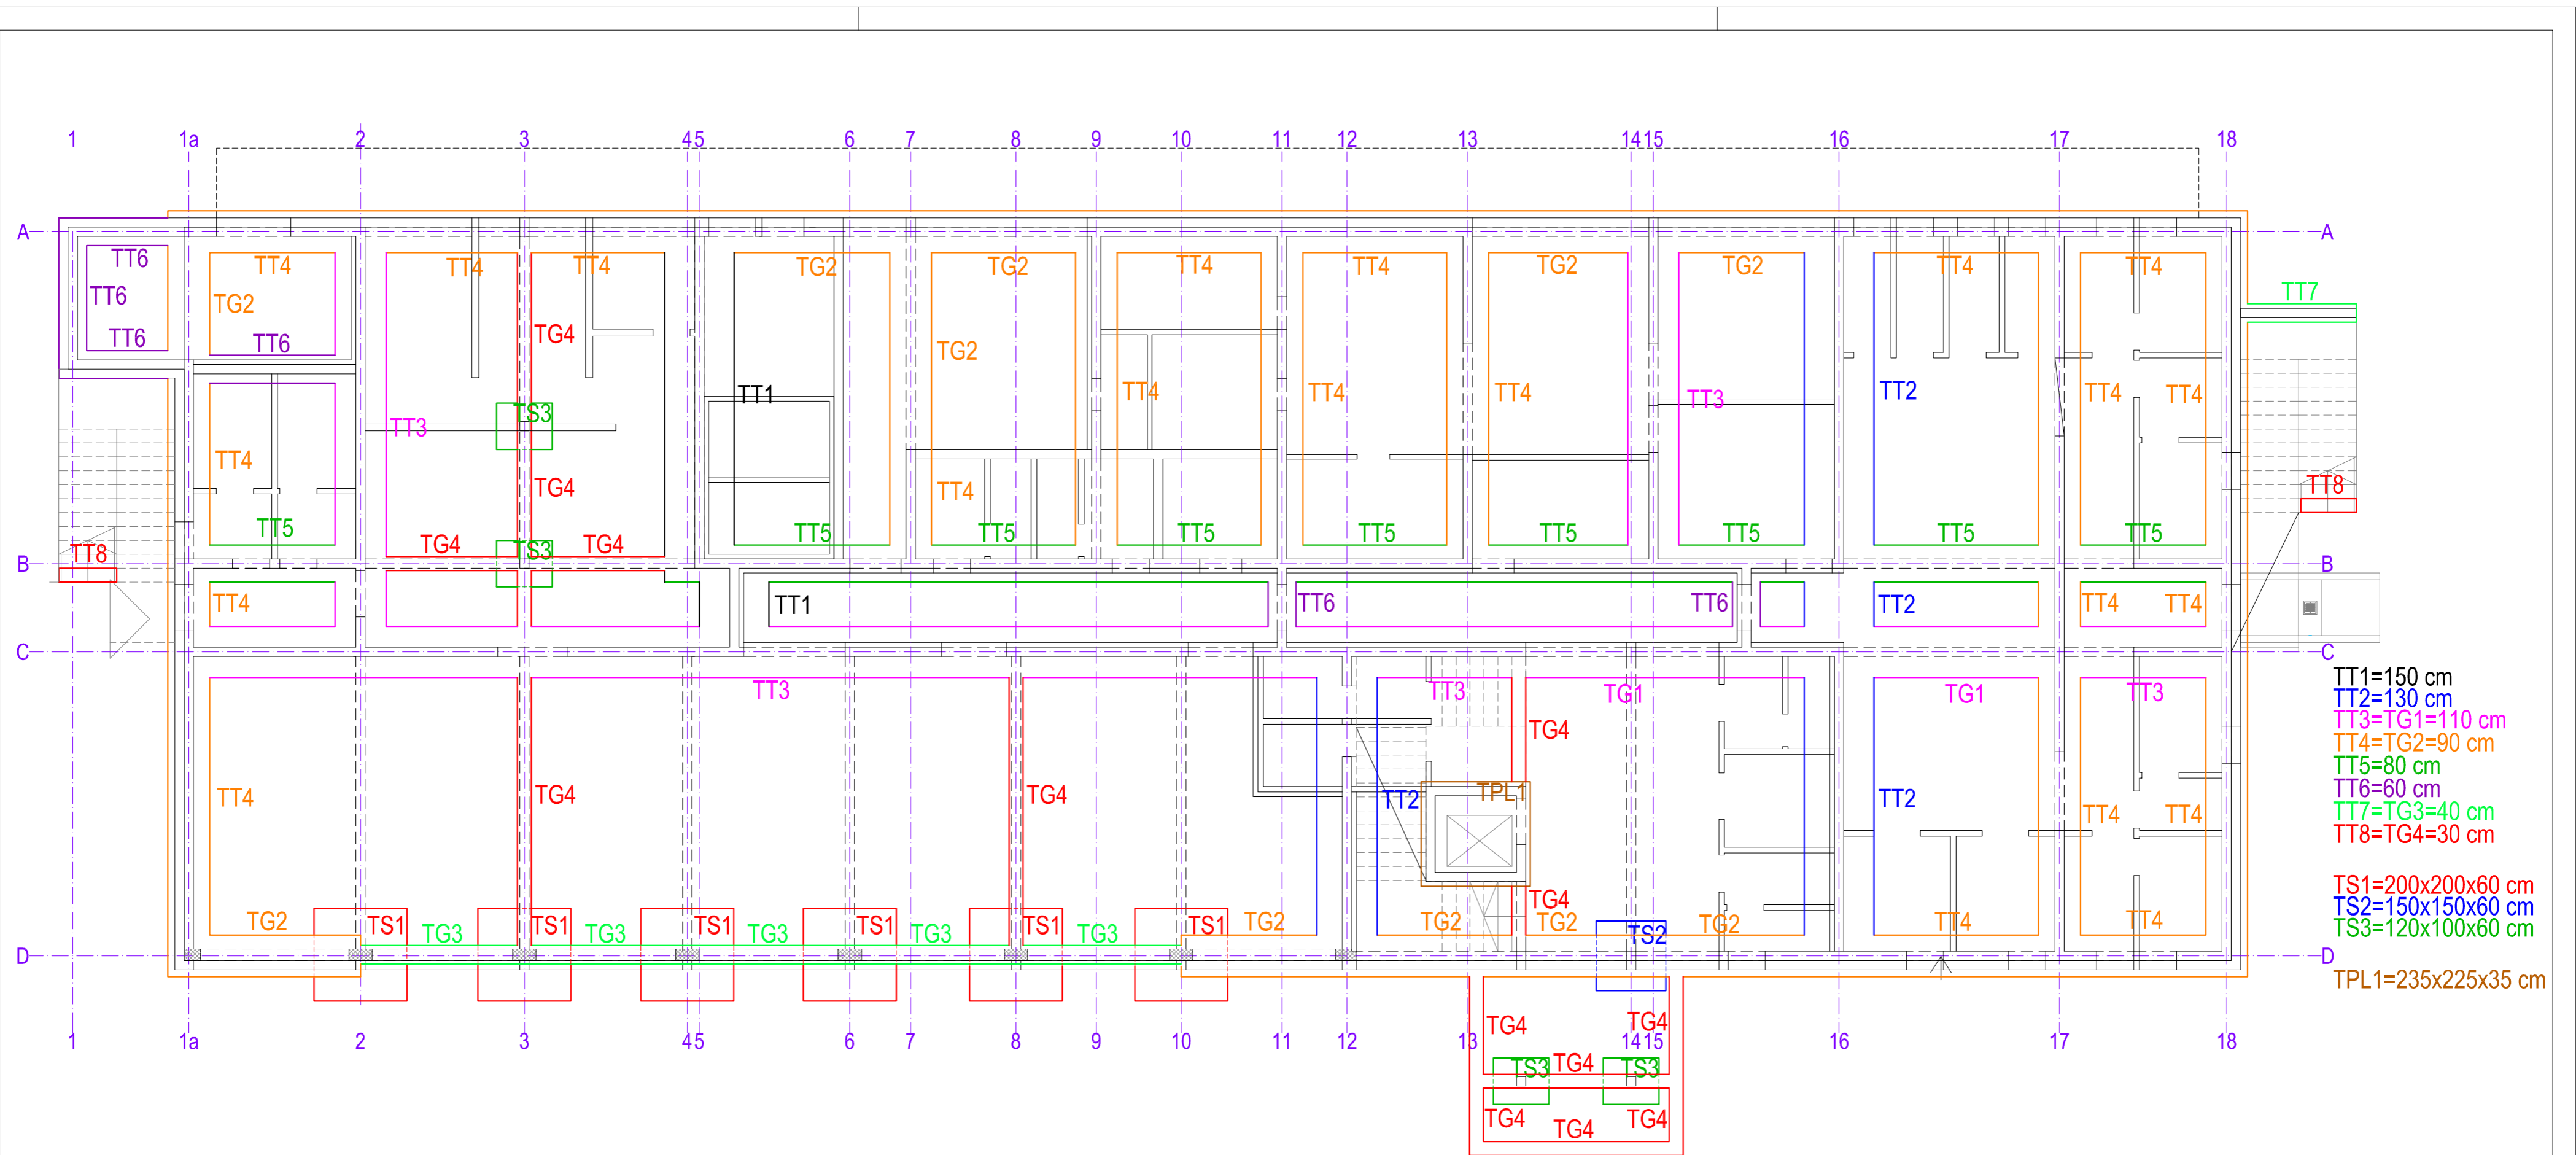 1 1a 2 3 4 5 6 7 8 9 10 11 12 13 14 15 16 17 18
A A
TT6 TT4 TT4 TT4 TG2 TG2 TT4 TT4 TG2 TG2 TT4 TT4
TT6 TG2 TT7
TT6 TT6 TG4 TG2
TT1 TT4 TT4 TT4 TT3 TT2 TT4 TT4
TS3 TT3
TT4 TG4 TT4 TT8
TT5 TT5 TT5 TT5 TT5 TT5 TT5 TT5 TT5
TT8 TG4 TS3 TG4
B B
TT4 TT1 TT6 TT6 TT2 TT4 TT4
C C
TT3 TT3 TG1 TG1 TT3
TG4
TT4 TG4 TG4 TT2 TPL1 TT2 TT4 TT4
TG4
TG2 TS1 TG3 TS1 TG3 TS1 TG3 TS1 TG3 TS1 TG3 TS1 TG2 TG2 TG2 TS2 TG2 TT4 TT4
D D
TG4 TG4
1 1a 2 3 4 5 6 7 8 9 10 11 12 13 14 15 16 17 18
TS3 TG4 TS3
TG4 TG4 TG4
TT1=150 cm
TT2=130 cm
TT3=TG1=110 cm
TT4=TG2=90 cm
TT5=80 cm
TT6=60 cm
TT7=TG3=40 cm
TT8=TG4=30 cm
TS1=200x200x60 cm
TS2=150x150x60 cm
TS3=120x100x60 cm
TPL1=235x225x35 cm